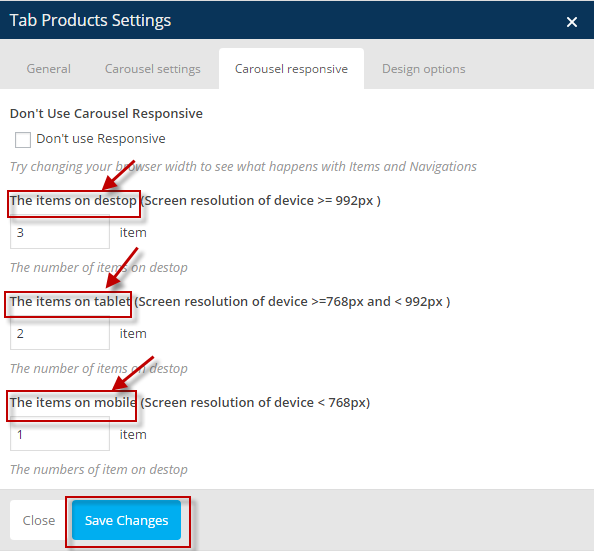 Tab Products Settings ×
General Carousel settings Carousel responsive Design options
Don't Use Carousel Responsive
Don't use Responsive
Try changing your browser width to see what happens with Items and Navigations
The items on destop (Screen resolution of device >= 992px )
3 item
The number of items on destop
The items on tablet (Screen resolution of device >=768px and < 992px )
2 item
The number of items on destop
The items on mobile (Screen resolution of device < 768px)
1 item
The numbers of item on destop
Close Save Changes